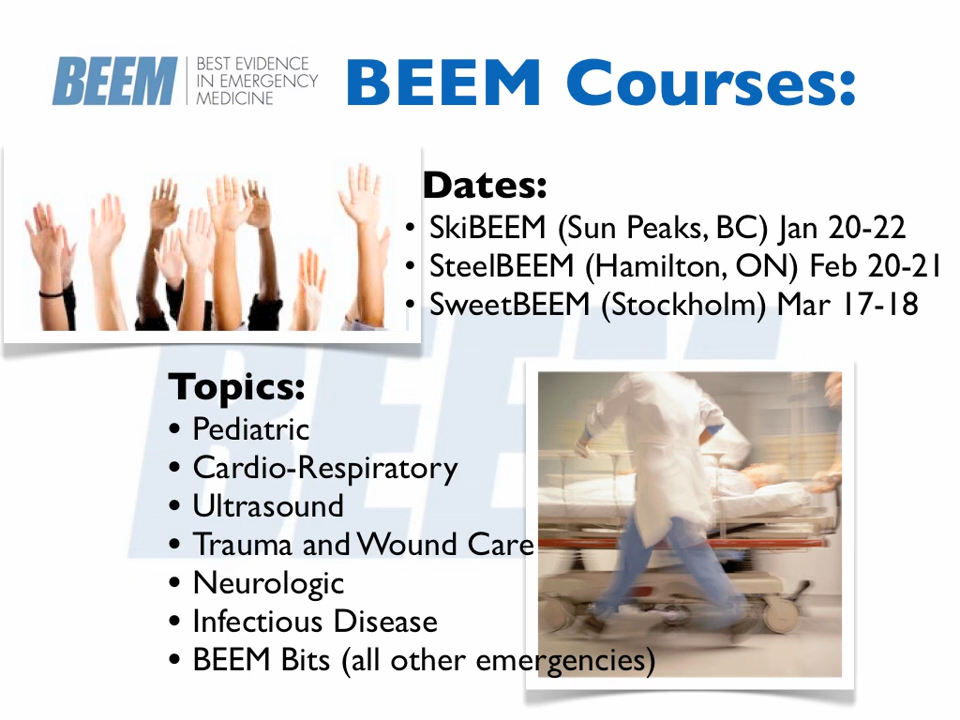 BEEM
BEST EVIDENCE
IN EMERGENCY
MEDICINE
BEEM Courses:
Dates:
• SkiBEEM (Sun Peaks, BC) Jan 20-22
• SteelBEEM (Hamilton, ON) Feb 20-21
• SweetBEEM (Stockholm) Mar 17-18
BEEM
Topics:
• Pediatric
• Cardio-Respiratory
• Ultrasound
• Trauma and Wound Care
• Neurologic
• Infectious Disease
• BEEM Bits (all other emergencies)